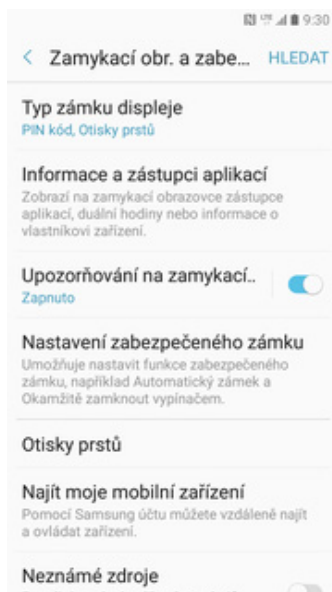 9:30
Zamykací obr. a zabe... HLEDAT
Typ zámku displeje
PIN kód, Otisky prstů
Informace a zástupci aplikací
Zobrazí na zamykací obrazovce zástupce
aplikací, duální hodiny nebo informace o
vlastníkovi zařízení.
Upozorňování na zamykací..
Zapnuto
Nastavení zabezpečeného zámku
Umožňuje nastavit funkce zabezpečeného
zámku, například Automatický zámek a
Okamžitě zamknout vypínačem.
Otisky prstů
Najít moje mobilní zařízení
Pomocí Samsung účtu můžete vzdáleně najít
a ovládat zařízení.
Neznámé zdroje